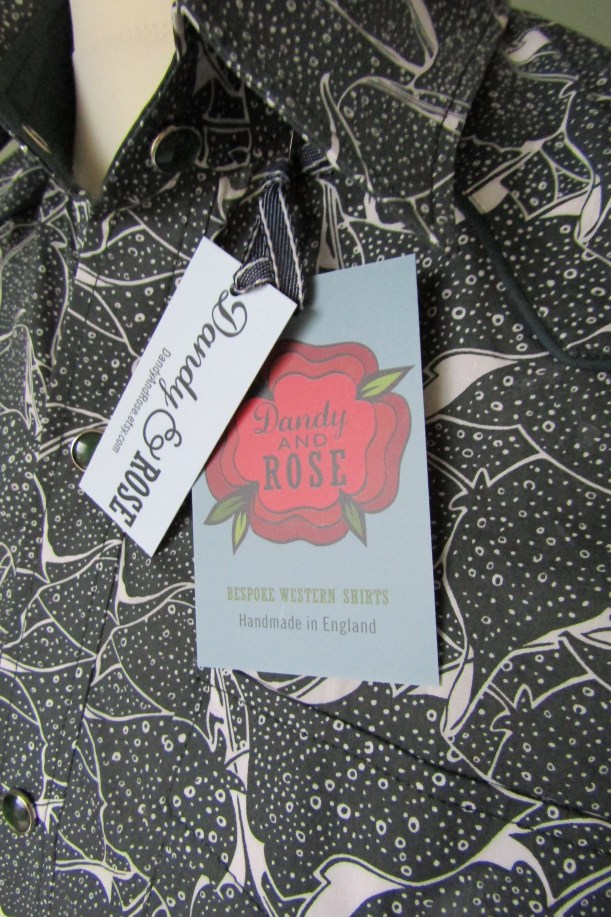 Dandy
& ROSE
DandyAndRose.etsy.com
Dandy
AND
ROSE
BESPOKE WESTERN SHIRTS
Handmade in England